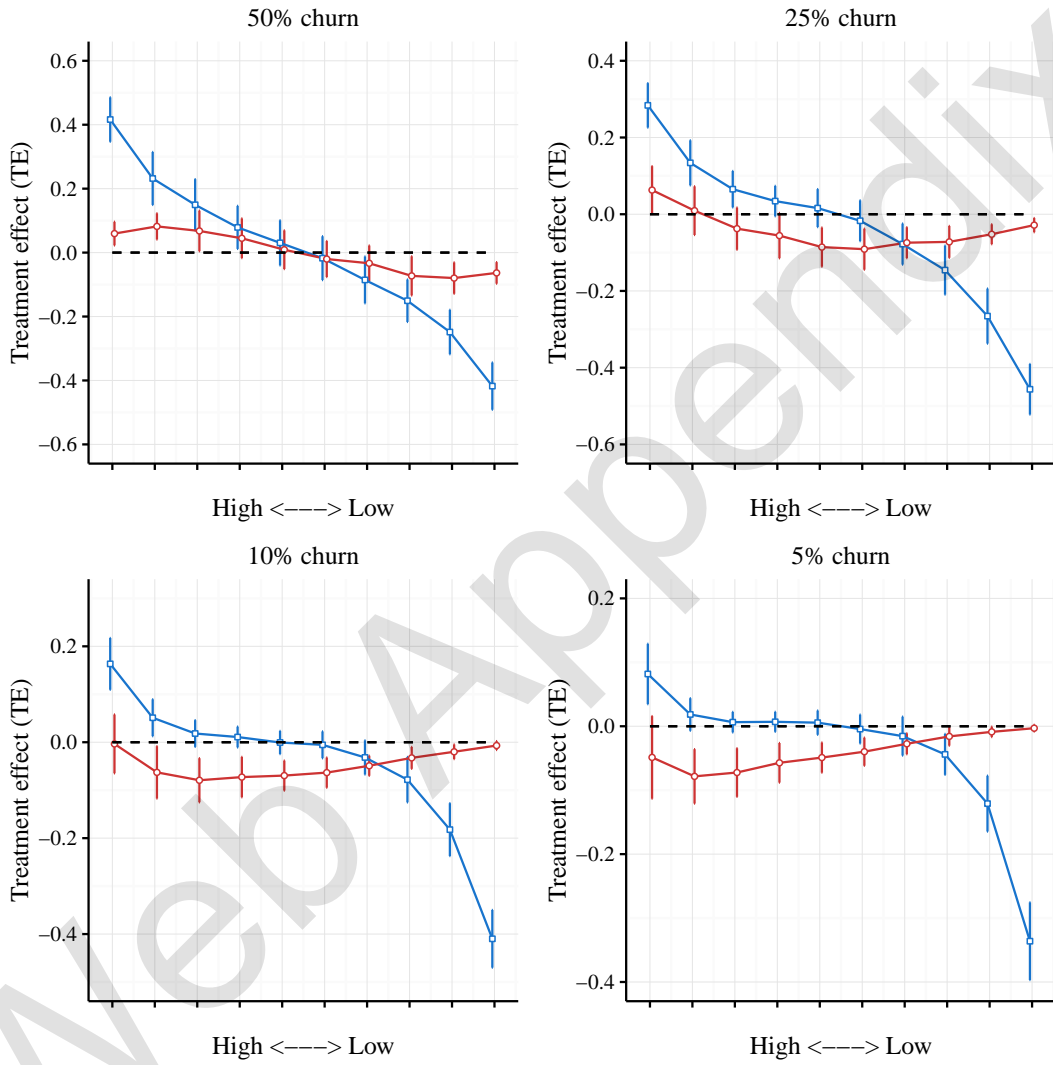 50% churn
25% churn
Treatment effect (TE)
0.6
0.4
0.2
0.0
−0.2
−0.4
−0.6
High <−−−> Low
Treatment effect (TE)
0.4
0.2
0.0
−0.2
−0.4
−0.6
High <−−−> Low
10% churn
5% churn
Treatment effect (TE)
0.2
0.0
−0.2
−0.4
High <−−−> Low
Treatment effect (TE)
0.2
0.0
−0.2
−0.4
High <−−−> Low
Web Appendix